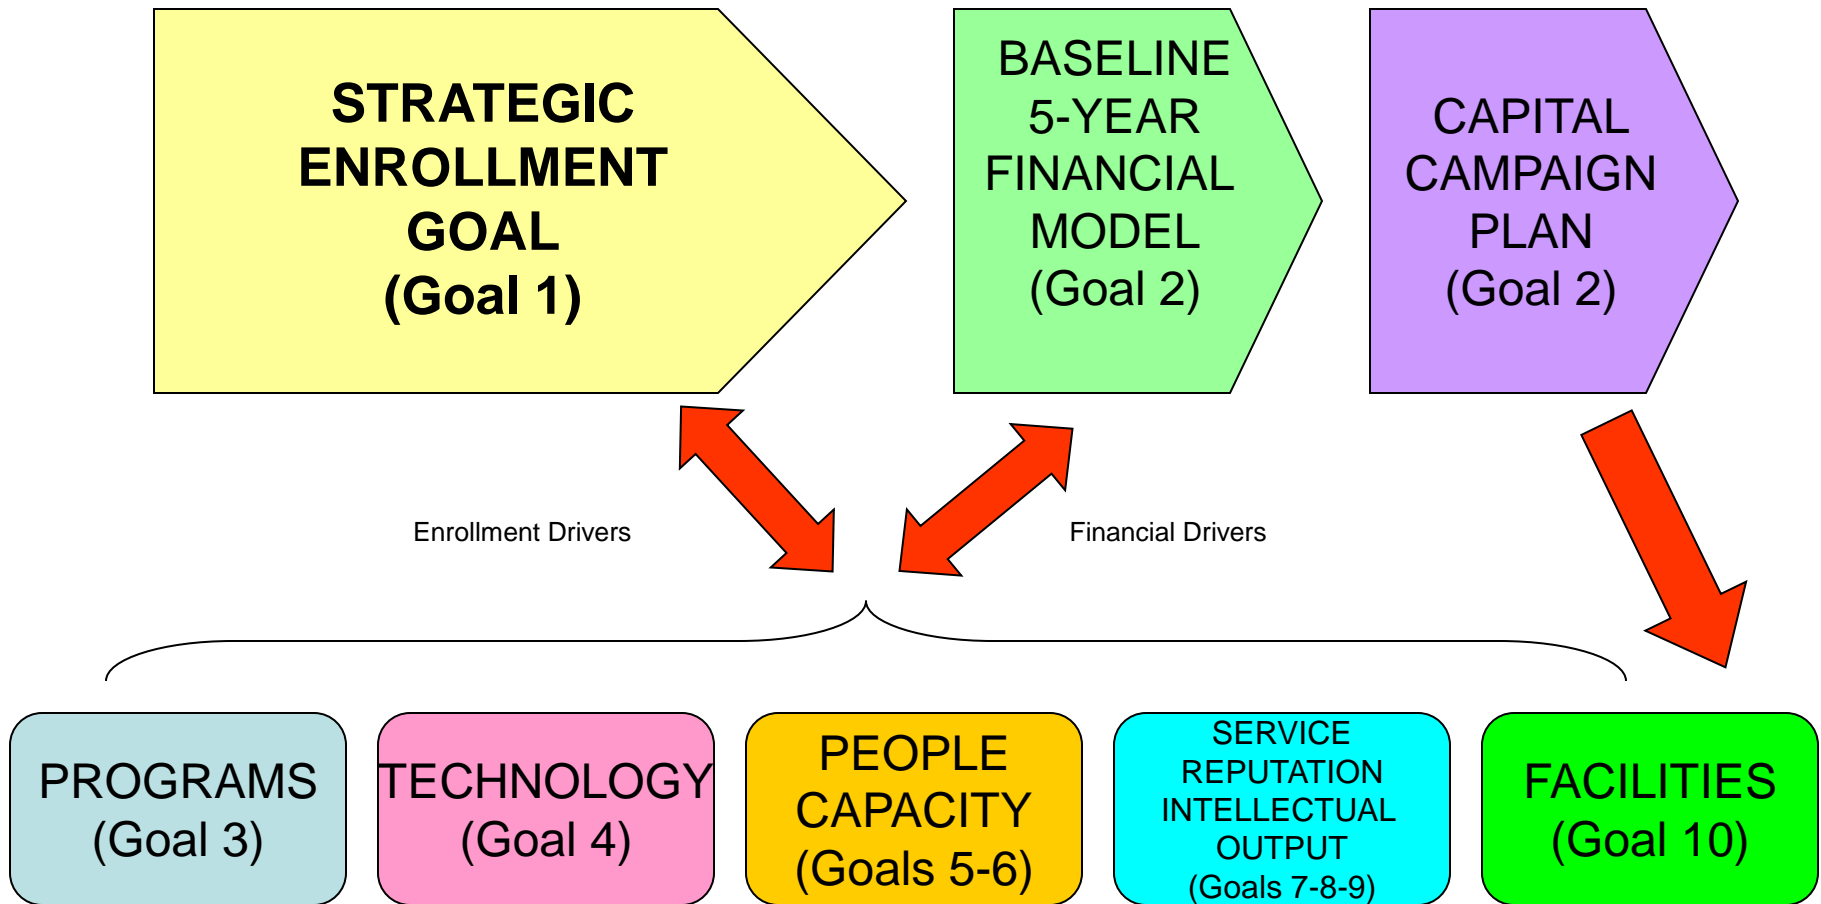 STRATEGIC
ENROLLMENT
GOAL
(Goal 1)
BASELINE
5-YEAR
FINANCIAL
MODEL
(Goal 2)
CAPITAL
CAMPAIGN
PLAN
(Goal 2)
Enrollment Drivers
Financial Drivers
PROGRAMS
(Goal 3)
TECHNOLOGY
(Goal 4)
PEOPLE
CAPACITY
(Goals 5-6)
SERVICE
REPUTATION
INTELLECTUAL
OUTPUT
(Goals 7-8-9)
FACILITIES
(Goal 10)